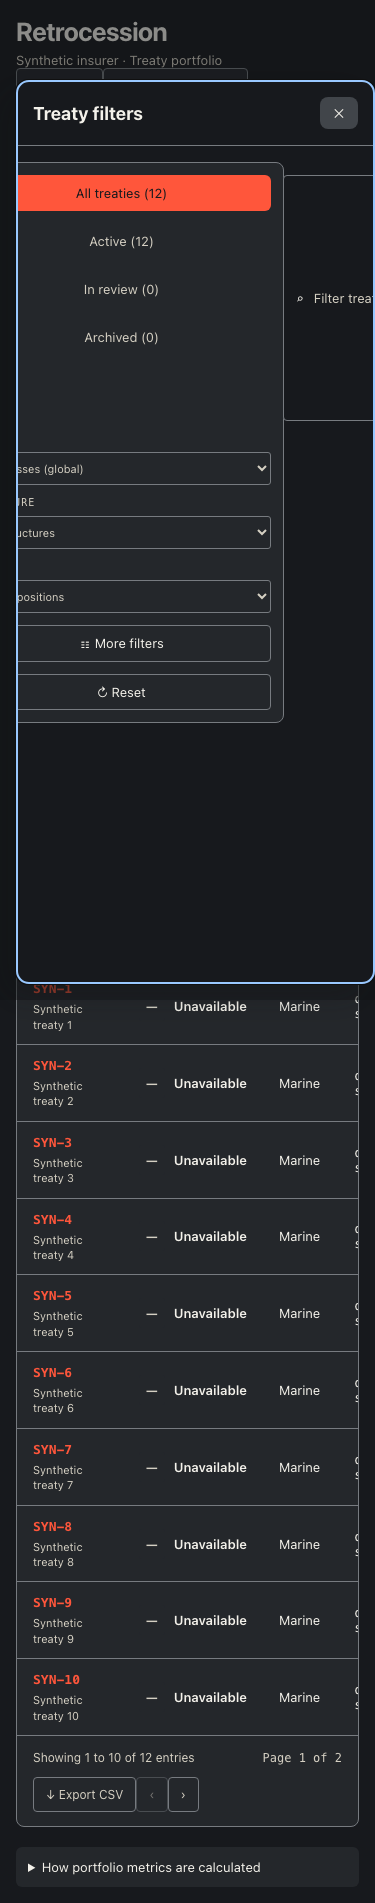 Retrocession
Synthetic insurer · Treaty portfolio
Treaty filters
×
All treaties (12)
Active (12)
In review (0)
Archived (0)
⌕ Filter
sses (global)
uctures
positions
More filters
↻ Reset
SYN-1
Synthetic treaty 1
— Unavailable Marine
SYN-2
Synthetic treaty 2
— Unavailable Marine
SYN-3
Synthetic treaty 3
— Unavailable Marine
SYN-4
Synthetic treaty 4
— Unavailable Marine
SYN-5
Synthetic treaty 5
— Unavailable Marine
SYN-6
Synthetic treaty 6
— Unavailable Marine
SYN-7
Synthetic treaty 7
— Unavailable Marine
SYN-8
Synthetic treaty 8
— Unavailable Marine
SYN-9
Synthetic treaty 9
— Unavailable Marine
SYN-10
Synthetic treaty 10
— Unavailable Marine
Showing 1 to 10 of 12 entries Page 1 of 2
↓ Export CSV ‹ ›
▶ How portfolio metrics are calculated